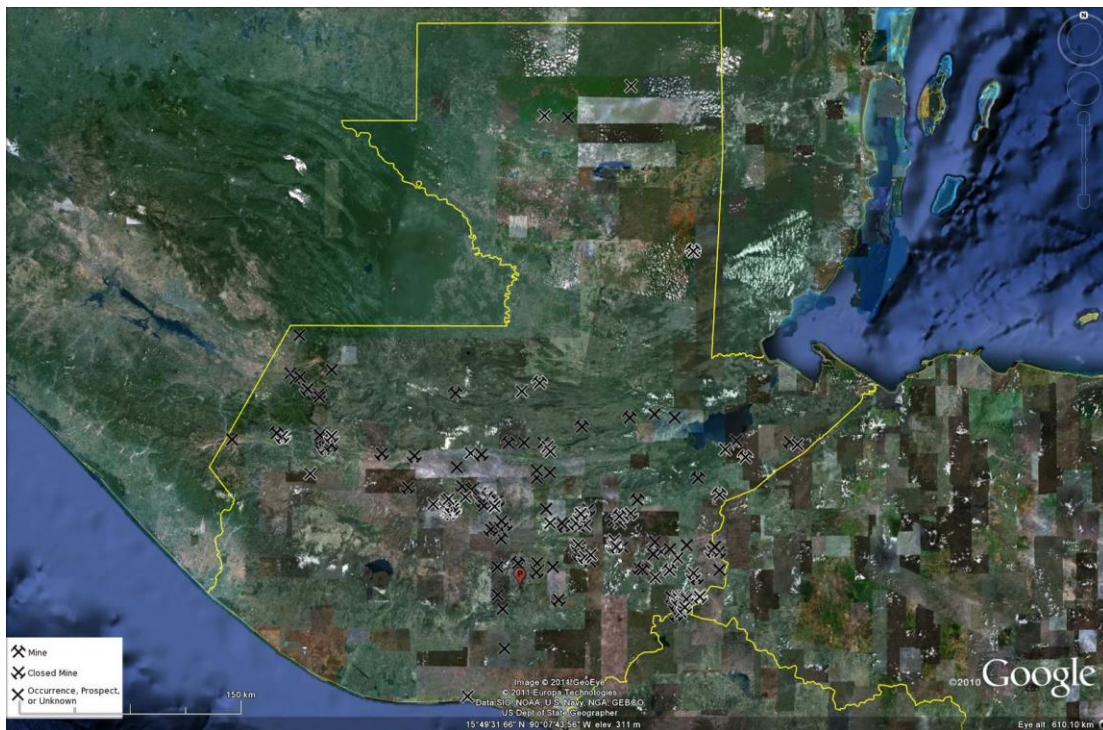 N
P
Mine
Closed Mine
Occurrence, Prospect,
or Unknown
150 km
Image © 2011 GeoEye
© 2011 Europa Technologies
Data SIO, NOAA, U.S. Navy, NGA, GEBCO
US Dept of State Geographer
©2010 Google
15°49'31.66" N 90°07'43.56" W elev 311 m
Eye alt 610.10 km